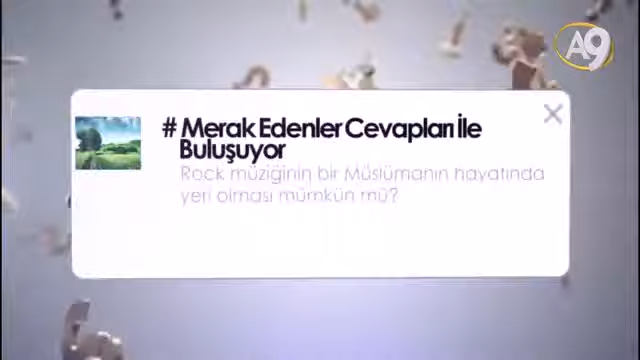 A9
# Merak Edenler Cevapları İle
Buluşuyor
Rock müziğinin bir Müslümanın hayatında
yeri olması mümkün mü?